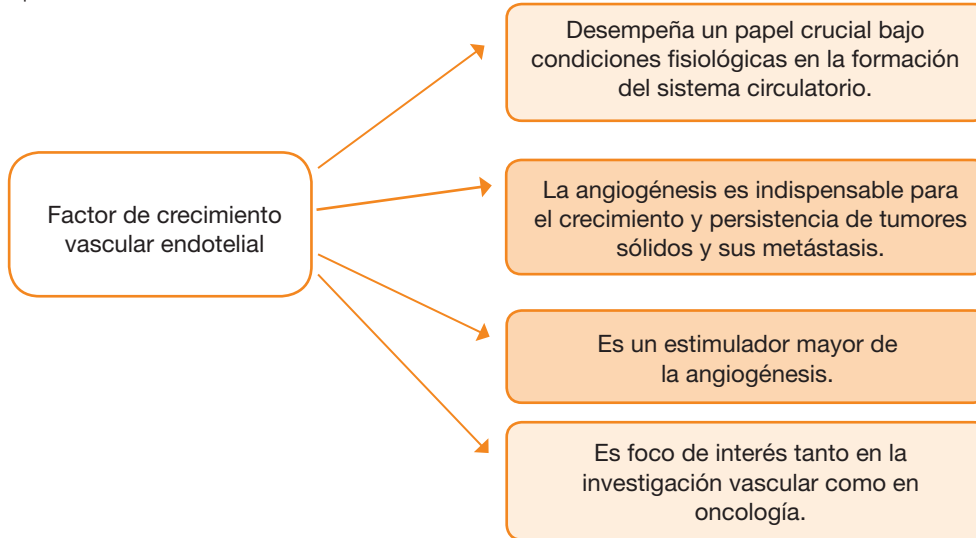 Factor de crecimiento
vascular endotelial
Desempeña un papel crucial bajo
condiciones fisiológicas en la formación
del sistema circulatorio.
La angiogénesis es indispensable para
el crecimiento y persistencia de tumores
sólidos y sus metástasis.
Es un estimulador mayor de
la angiogénesis.
Es foco de interés tanto en la
investigación vascular como en
oncología.